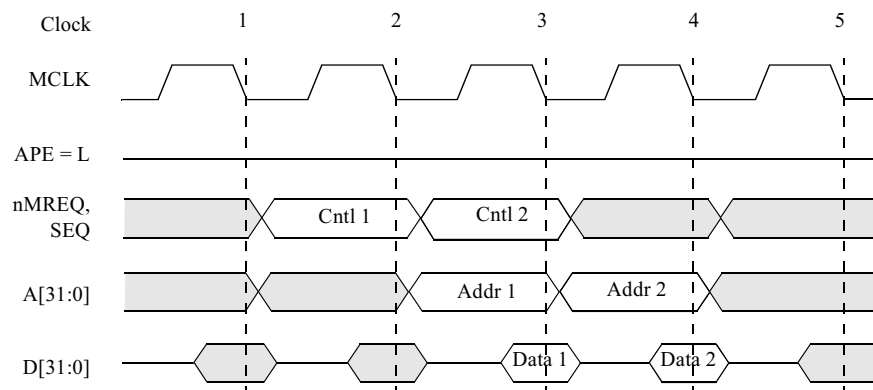 Clock 1 2 3 4 5
MCLK
APE = L
nMREQ,
SEQ
Cntl 1 Cntl 2
A[31:0] Addr 1 Addr 2
D[31:0] Data 1 Data 2